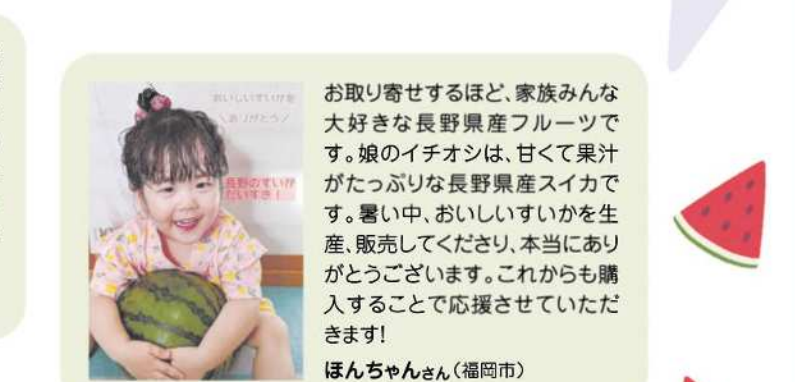 おいしいすいかを
＼ありがとう／
長野のすいか
だいすき！
お取り寄せするほど、家族みんな
大好きな長野県産フルーツで
す。娘のイチオシは、甘くて果汁
がたっぷりな長野県産スイカで
す。暑い中、おいしいすいかを生
産、販売してくださり、本当にあり
がとうございます。これからも購
入することで応援させていただ
きます!
ほんちゃんさん（福岡市）